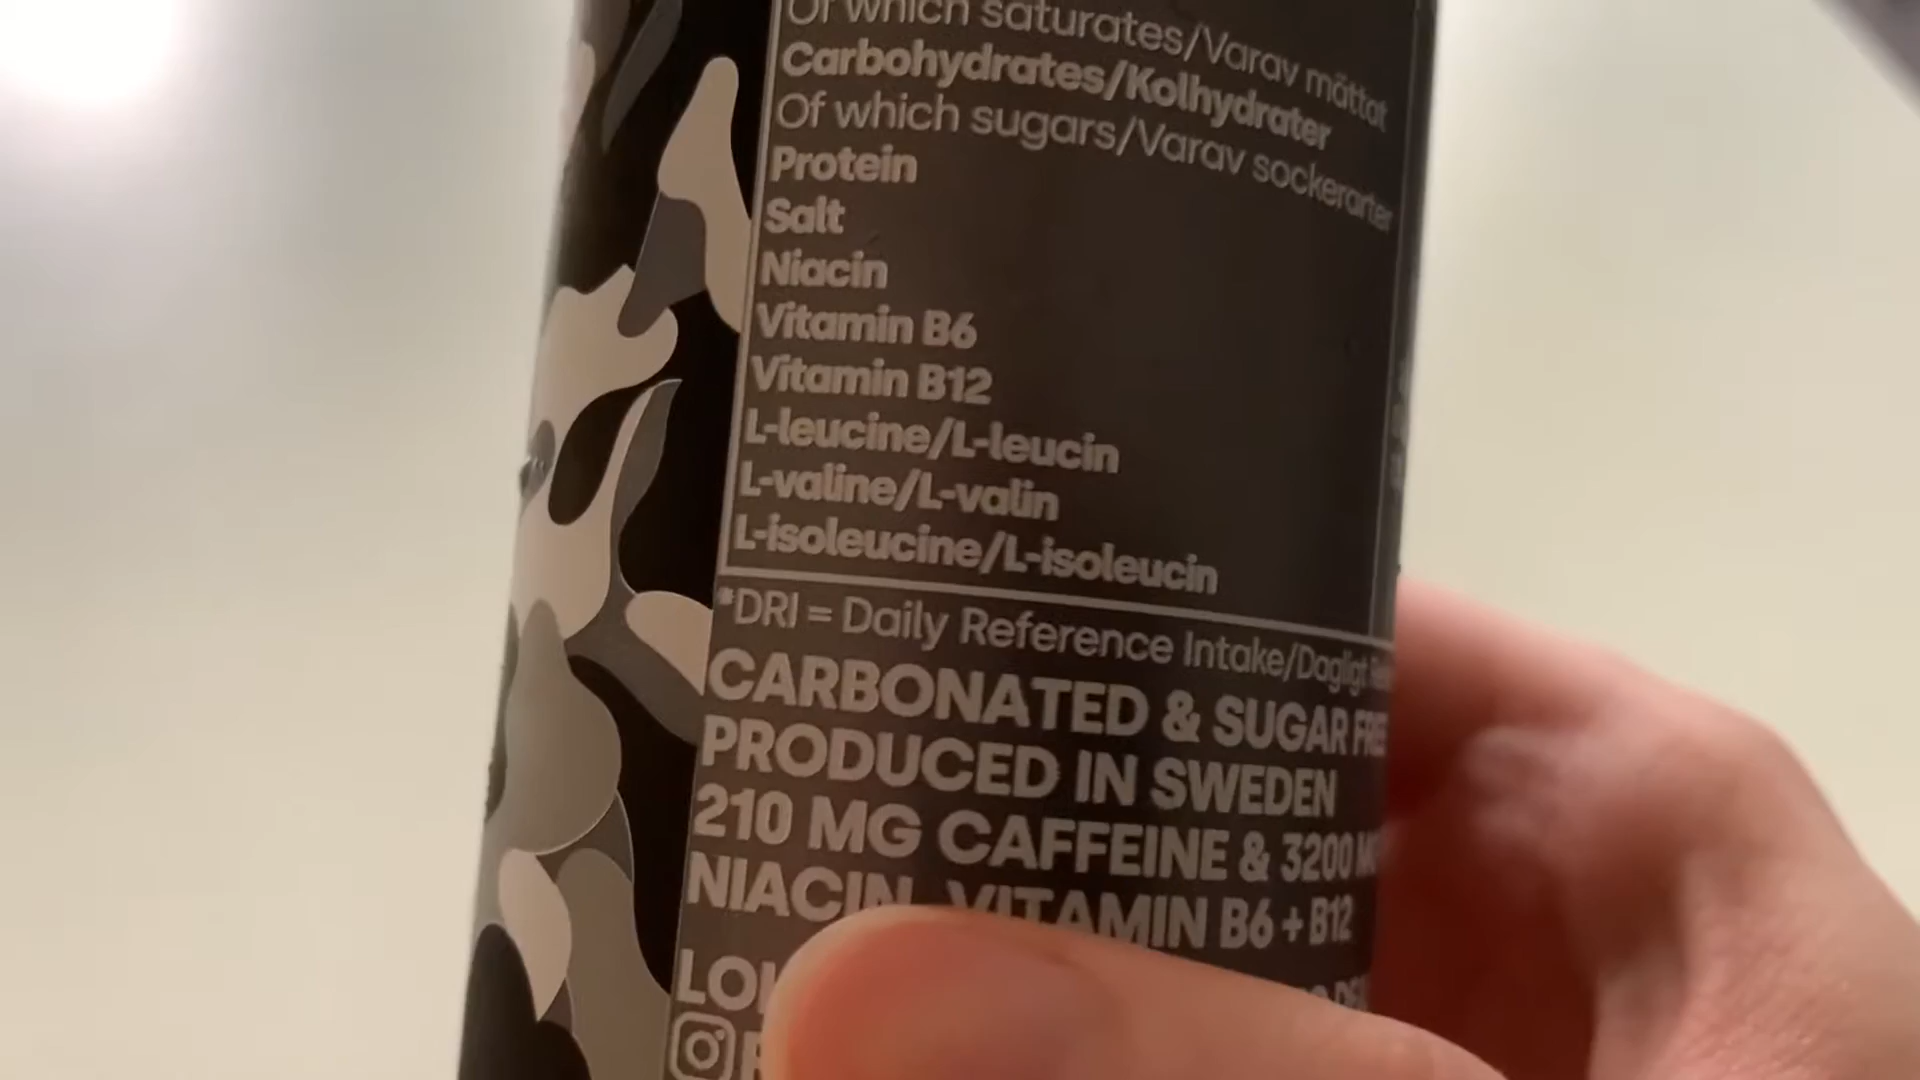 Of which saturates/Varav mättat
Carbohydrates/Kolhydrater
Of which sugars/Varav sockerarter
Protein
Salt
Niacin
Vitamin B6
Vitamin B12
L-leucine/L-leucin
L-valine/L-valin
L-isoleucine/L-isoleucin
*DRI = Daily Reference Intake/Dagligt
CARBONATED & SUGAR FREE
PRODUCED IN SWEDEN
210 MG CAFFEINE & 3200
NIACIN, VITAMIN B6 + B12